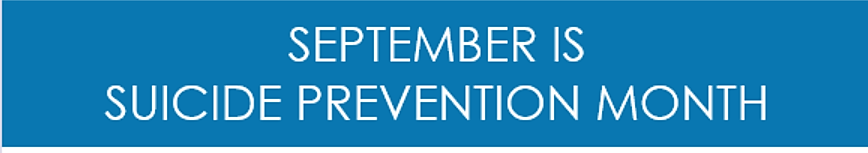 SEPTEMBER IS
SUICIDE PREVENTION MONTH